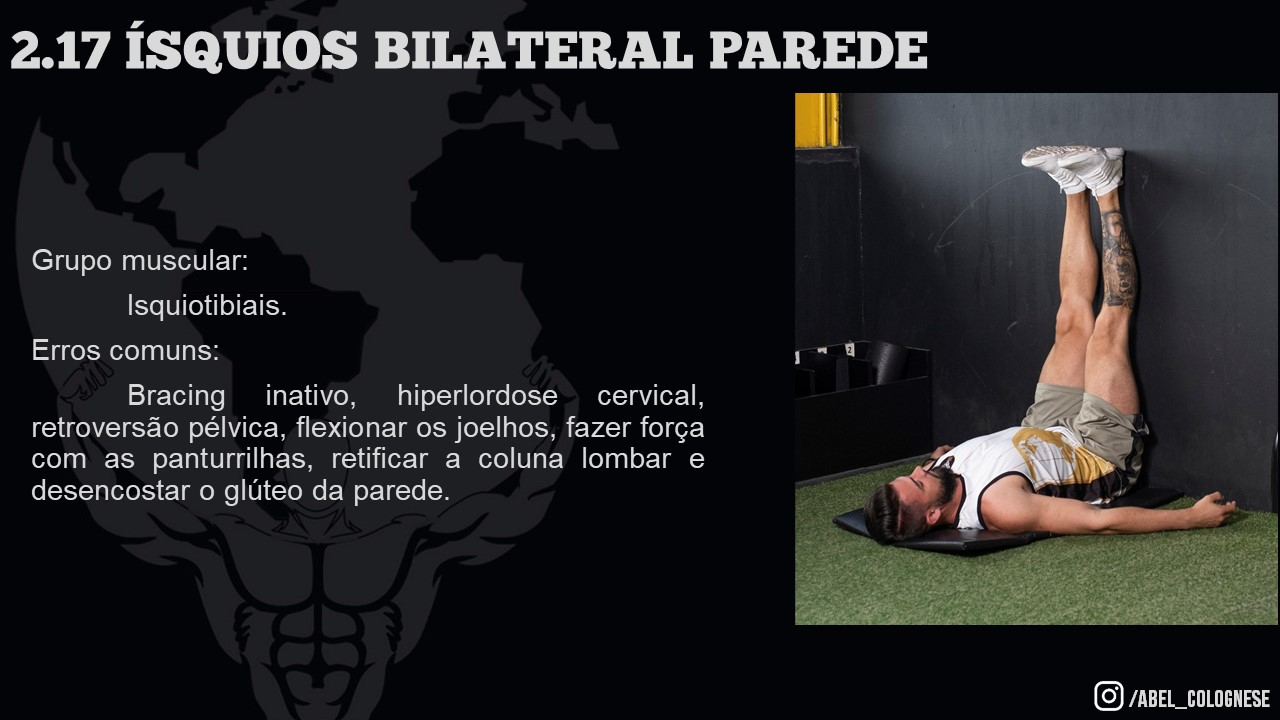 2.17 ÍSQUIOS BILATERAL PAREDE
Grupo muscular:
Isquiotibiais.
Erros comuns:
Bracing inativo, hiperlordose cervical,
retroversão pélvica, flexionar os joelhos, fazer força
com as panturrilhas, retificar a coluna lombar e
desencostar o glúteo da parede.
2
/ABEL_COLOGNESE